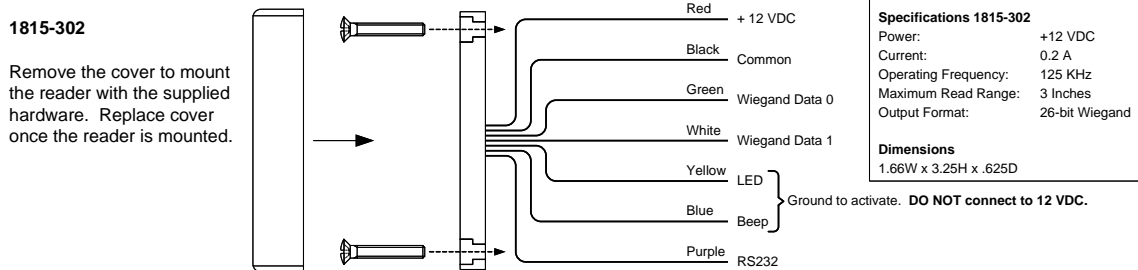 1815-302
Remove the cover to mount
the reader with the supplied
hardware. Replace cover
once the reader is mounted.
Red
+ 12 VDC
Black
Common
Green
Wiegand Data 0
White
Wiegand Data 1
Yellow
LED
Blue
Beep
Ground to activate. DO NOT connect to 12 VDC.
Purple
RS232
Specifications 1815-302
Power: +12 VDC
Current: 0.2 A
Operating Frequency: 125 KHz
Maximum Read Range: 3 Inches
Output Format: 26-bit Wiegand
Dimensions
1.66W x 3.25H x .625D